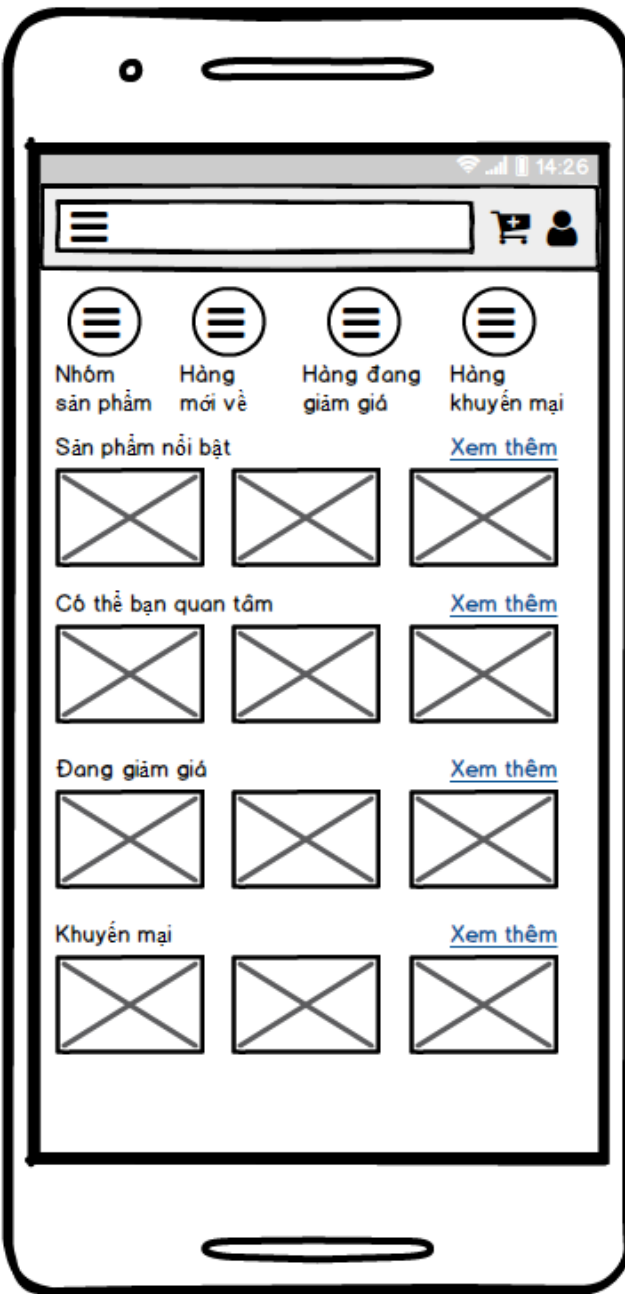 14:26
Nhóm
sản phẩm
Hàng
mới về
Hàng đang
giảm giá
Hàng
khuyến mại
Sản phẩm nổi bật
Xem thêm
Có thể bạn quan tâm
Xem thêm
Đang giảm giá
Xem thêm
Khuyến mại
Xem thêm